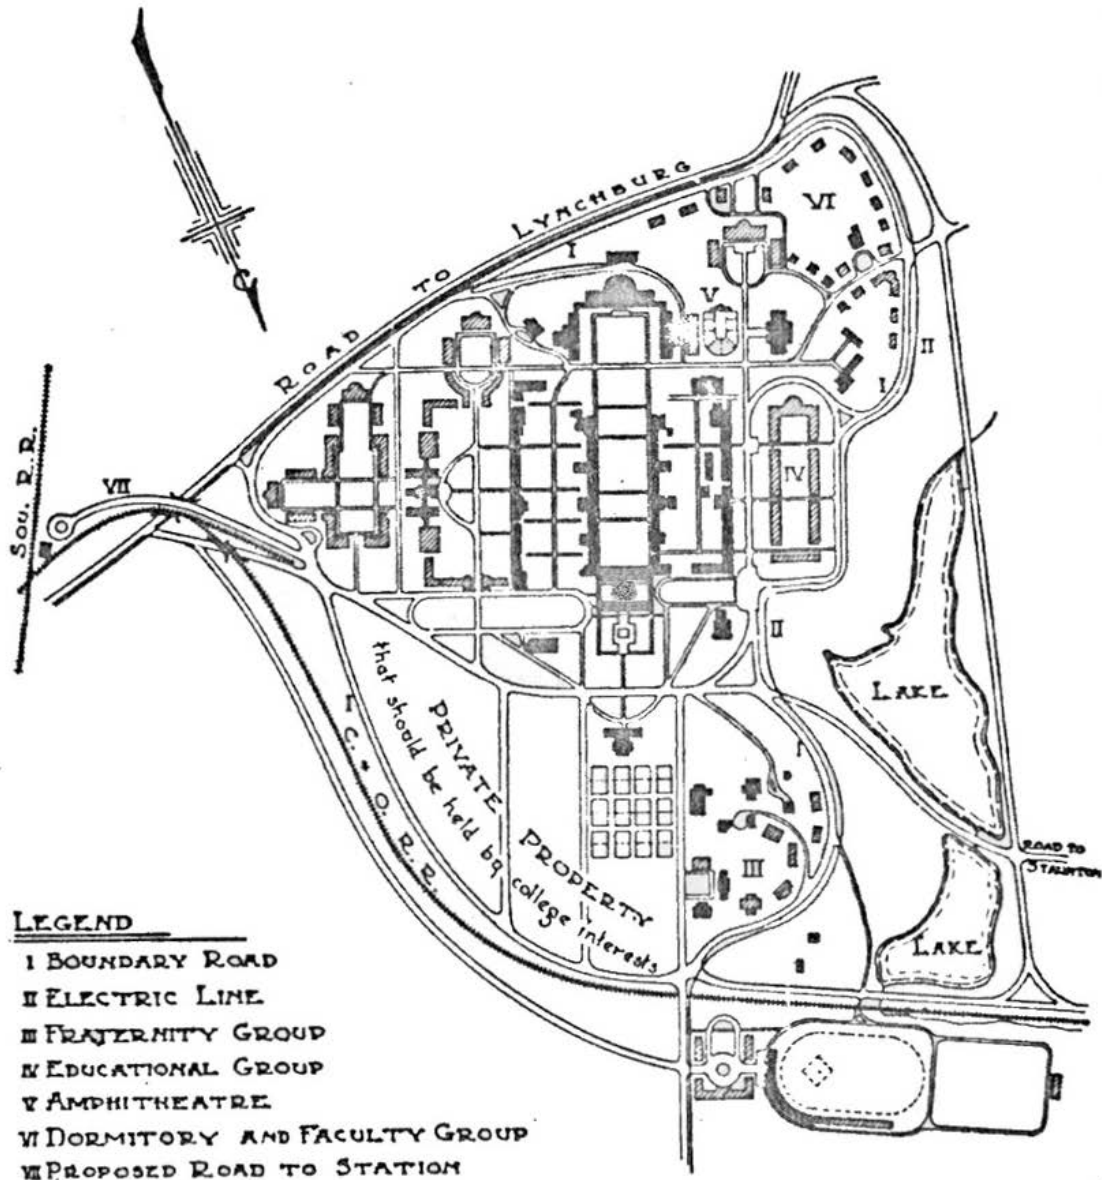 ROAD TO LYNCHBURG
VI
I
V
II
I
SOU. R.R.
VII
IV
II
LAKE
I
C. & O. R. R.
PRIVATE PROPERTY
that should be held by college interests
I
III
ROAD TO
STAUNTON
LAKE
LEGEND
I BOUNDARY ROAD
II ELECTRIC LINE
III FRATERNITY GROUP
IV EDUCATIONAL GROUP
V AMPHITHEATRE
VI DORMITORY AND FACULTY GROUP
VII PROPOSED ROAD TO STATION